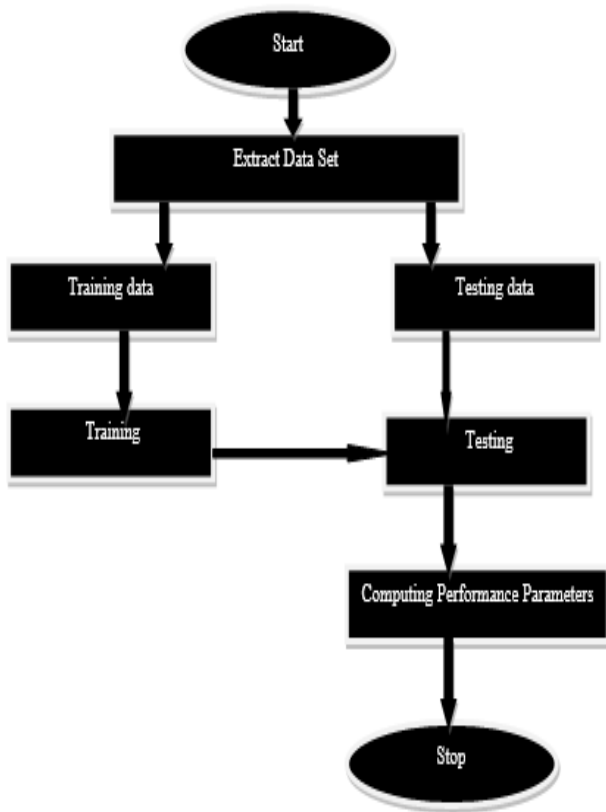 Start
Extract Data Set
Training data
Testing data
Training
Testing
Computing Performance Parameters
Stop